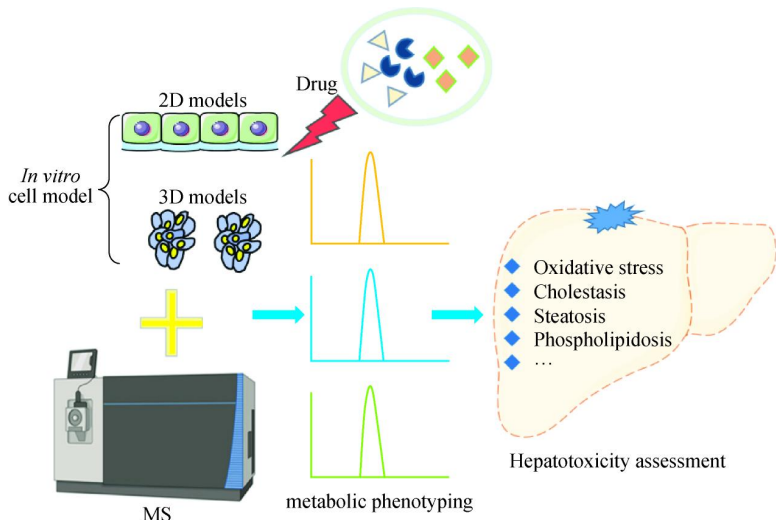 Drug
2D models
In vitro
cell model
3D models
Oxidative stress
Cholestasis
Steatosis
Phospholipidosis
…
Hepatotoxicity assessment
metabolic phenotyping
MS